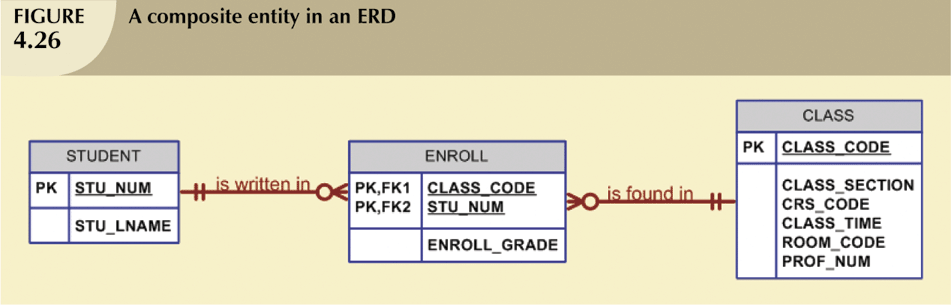 FIGURE
4.26
A composite entity in an ERD
STUDENT
PK STU_NUM
STU_LNAME
is written in
ENROLL
PK,FK1 CLASS_CODE
PK,FK2 STU_NUM
ENROLL_GRADE
is found in
CLASS
PK CLASS_CODE
CLASS_SECTION
CRS_CODE
CLASS_TIME
ROOM_CODE
PROF_NUM